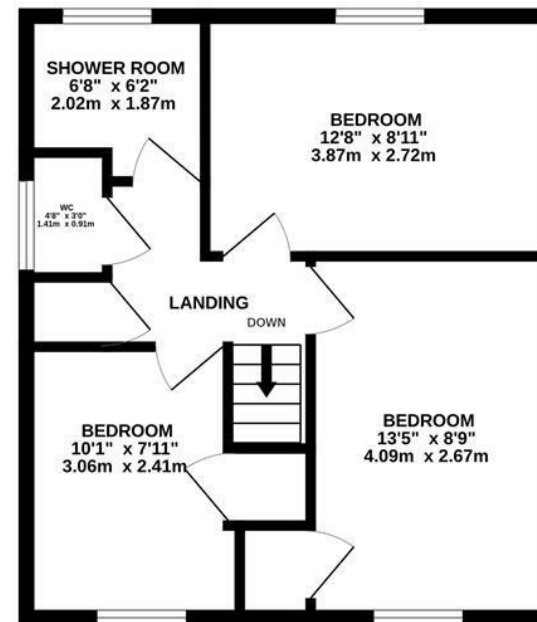 SHOWER ROOM
6'8" x 6'2"
2.02m x 1.87m
BEDROOM
12'8" x 8'11"
3.87m x 2.72m
WC
4'8" x 3'0"
1.41m x 0.91m
LANDING
DOWN
BEDROOM
10'1" x 7'11"
3.06m x 2.41m
BEDROOM
13'5" x 8'9"
4.09m x 2.67m